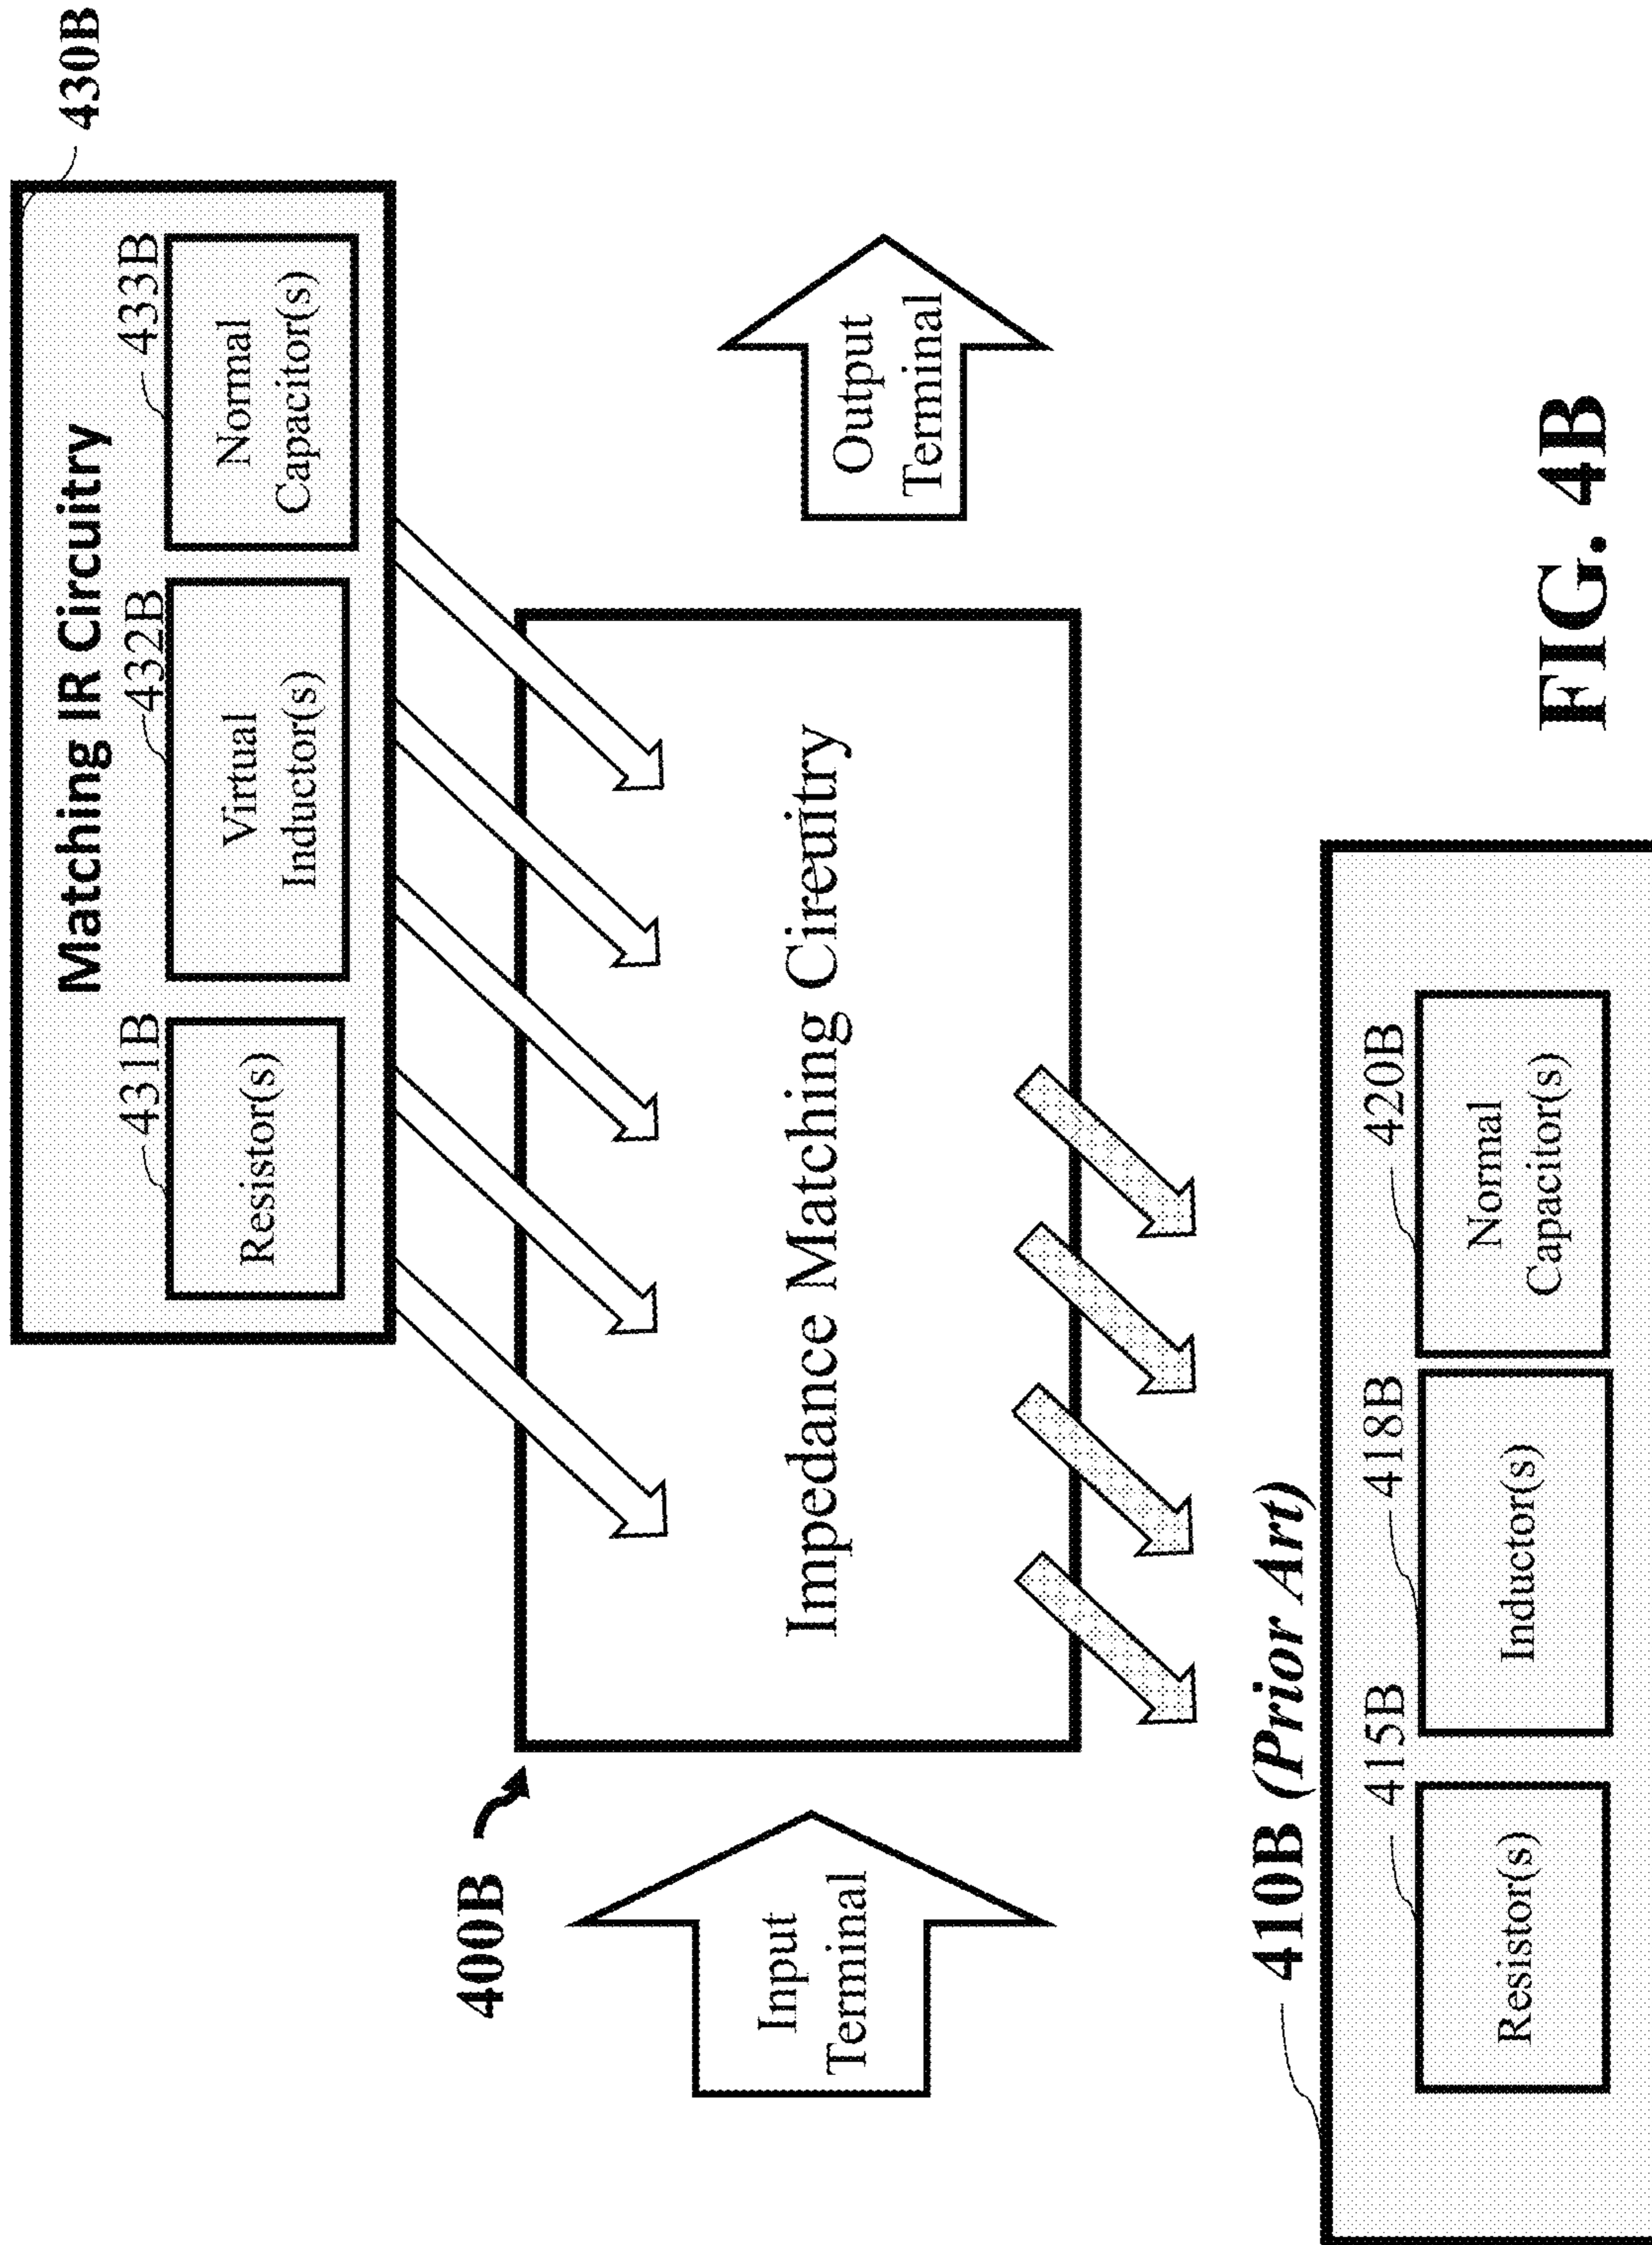 430B
Matching IR Circuitry
431B
432B
433B
Resistor(s)
Virtual
Inductor(s)
Normal
Capacitor(s)
400B
Input
Terminal
Impedance Matching Circuitry
Output
Terminal
410B (Prior Art)
415B
418B
420B
Resistor(s)
Inductor(s)
Normal
Capacitor(s)
FIG. 4B